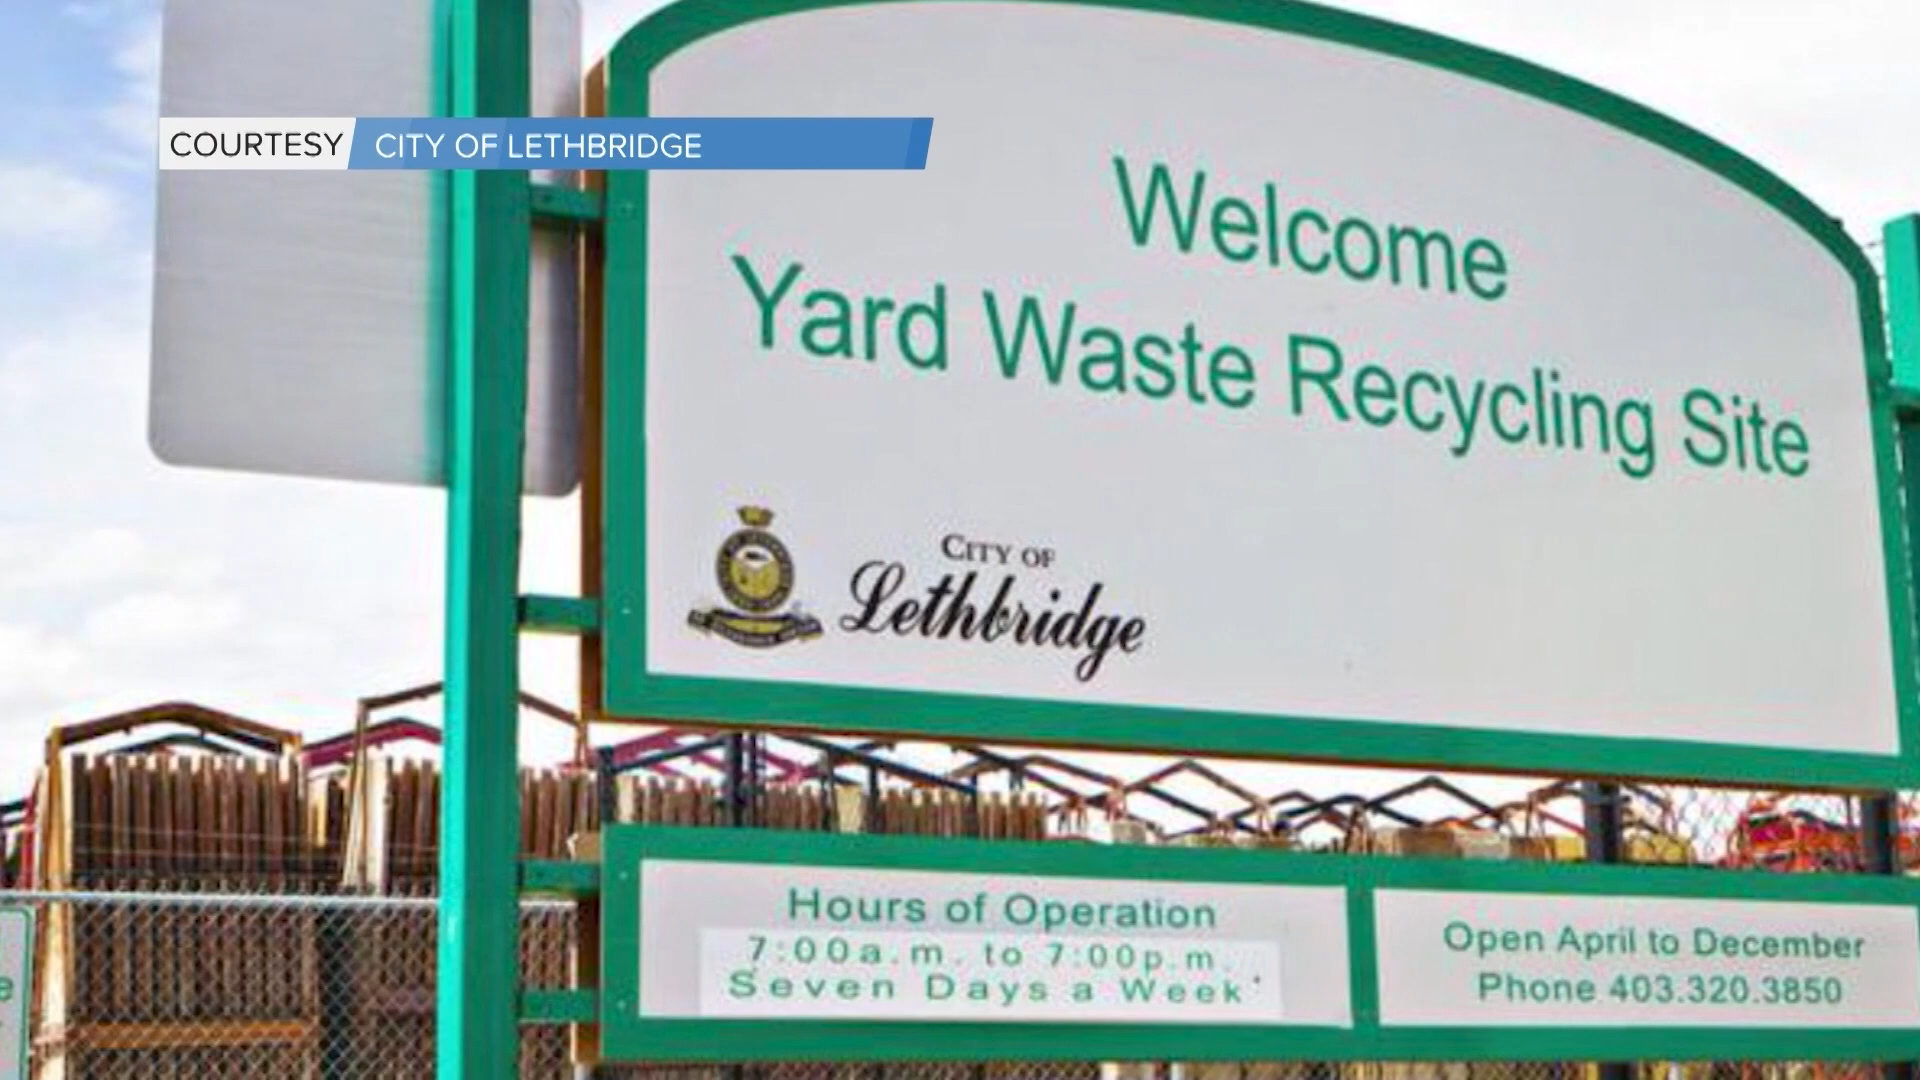 COURTESY CITY OF LETHBRIDGE
Welcome
Yard Waste Recycling Site
CITY OF
Lethbridge
Hours of Operation
7:00a.m. to 7:00p.m.
Seven Days a Week
Open April to December
Phone 403.320.3850